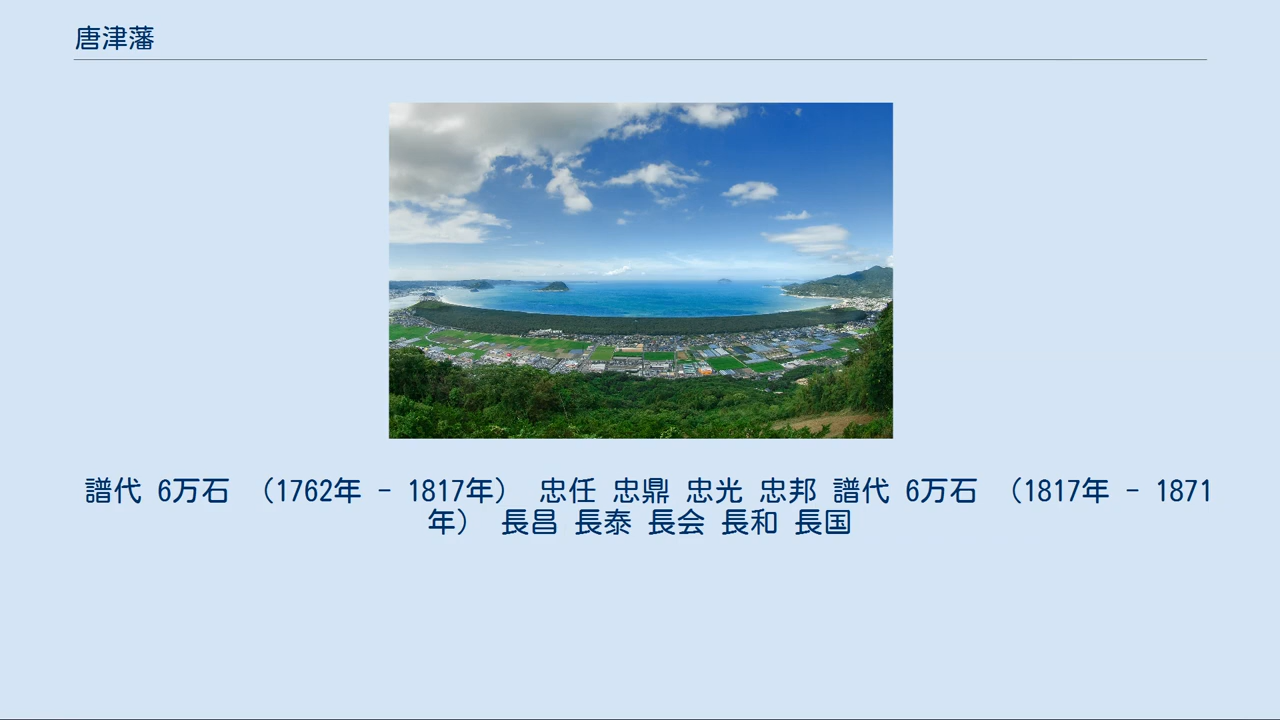 唐津藩
譜代 6万石 （1762年 - 1817年） 忠任 忠鼎 忠光 忠邦 譜代 6万石 （1817年 - 1871
年） 長昌 長泰 長会 長和 長国